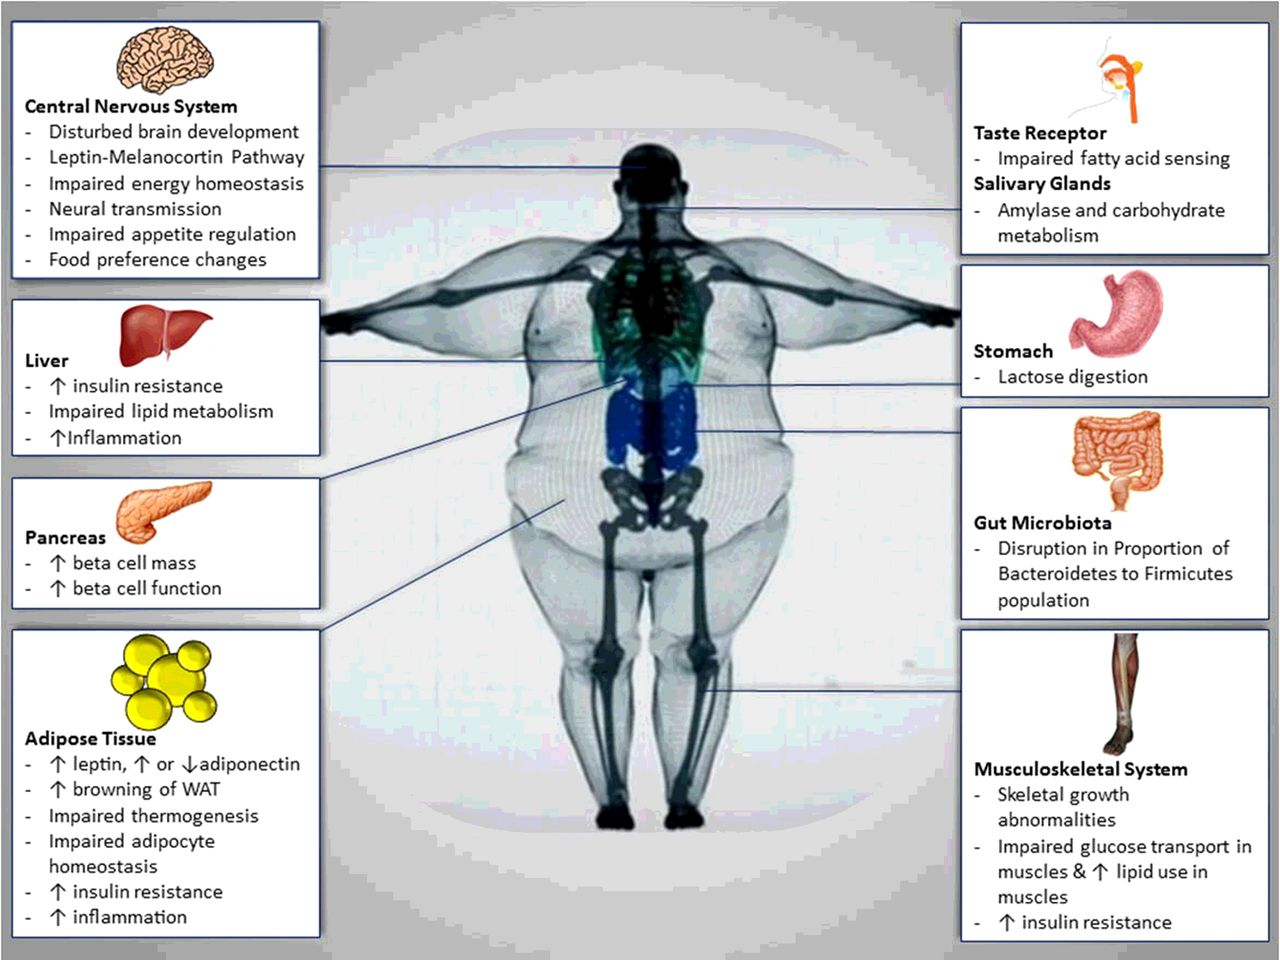 Central Nervous System
- Disturbed brain development
- Leptin-Melanocortin Pathway
- Impaired energy homeostasis
- Neural transmission
- Impaired appetite regulation
- Food preference changes
Liver
- ↑ insulin resistance
- Impaired lipid metabolism
- ↑Inflammation
Pancreas
- ↑ beta cell mass
- ↑ beta cell function
Adipose Tissue
- ↑ leptin, ↑ or ↓adiponectin
- ↑ browning of WAT
- Impaired thermogenesis
- Impaired adipocyte
homeostasis
- ↑ insulin resistance
- ↑ inflammation
Taste Receptor
- Impaired fatty acid sensing
Salivary Glands
- Amylase and carbohydrate
metabolism
Stomach
- Lactose digestion
Gut Microbiota
- Disruption in Proportion of
Bacteroidetes to Firmicutes
population
Musculoskeletal System
- Skeletal growth
abnormalities
- Impaired glucose transport in
muscles & ↑ lipid use in
muscles
- ↑ insulin resistance